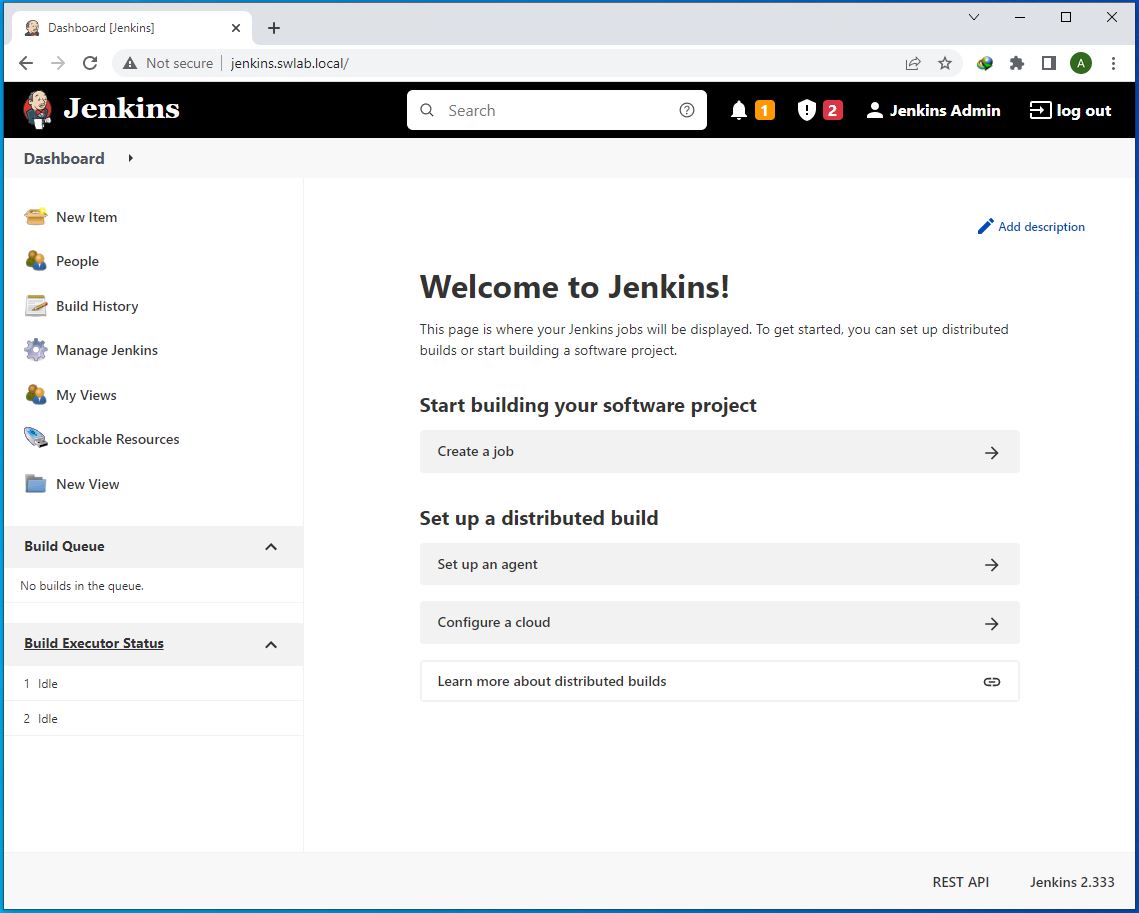 Dashboard [Jenkins]
Not secure
jenkins.swlab.local/
A
Jenkins
Search
1
2
Jenkins Admin
log out
Dashboard
New Item
People
Build History
Manage Jenkins
My Views
Lockable Resources
New View
Build Queue
No builds in the queue.
Build Executor Status
1 Idle
2 Idle
Add description
Welcome to Jenkins!
This page is where your Jenkins jobs will be displayed. To get started, you can set up distributed
builds or start building a software project.
Start building your software project
Create a job
Set up a distributed build
Set up an agent
Configure a cloud
Learn more about distributed builds
REST API
Jenkins 2.333